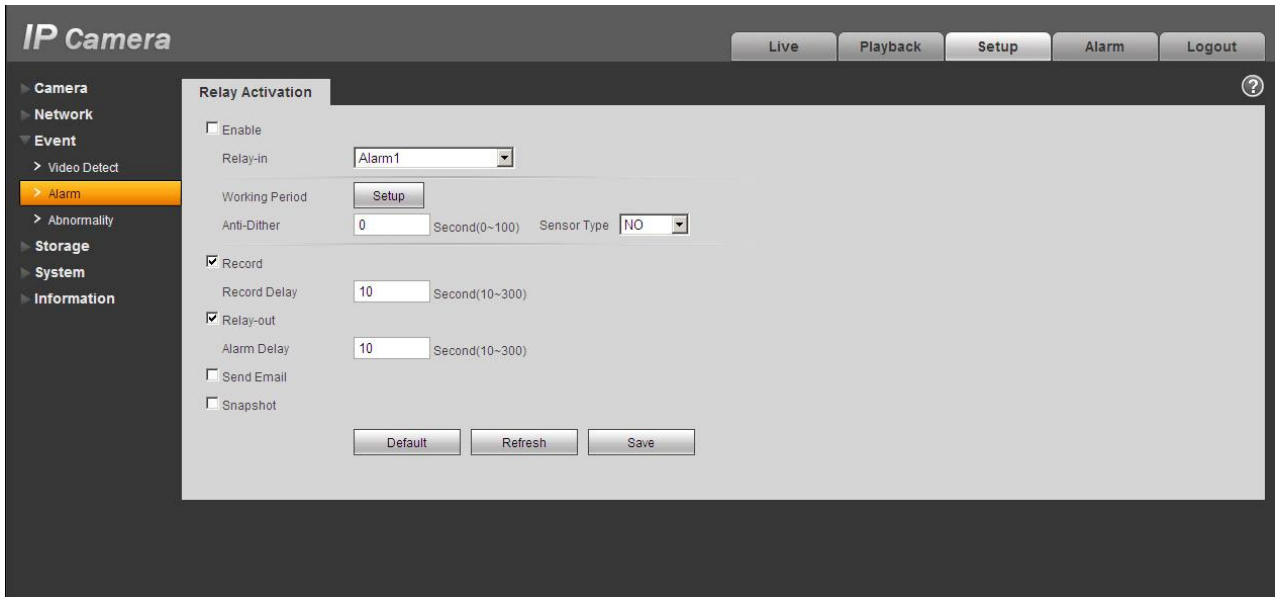 IP Camera
Live Playback Setup Alarm Logout
Camera
Network
Event
> Video Detect
> Alarm
> Abnormality
Storage
System
Information
Relay Activation
?
Enable
Relay-in Alarm1
Working Period Setup
Anti-Dither 0 Second(0~100) Sensor Type NO
Record
Record Delay 10 Second(10~300)
Relay-out
Alarm Delay 10 Second(10~300)
Send Email
Snapshot
Default Refresh Save